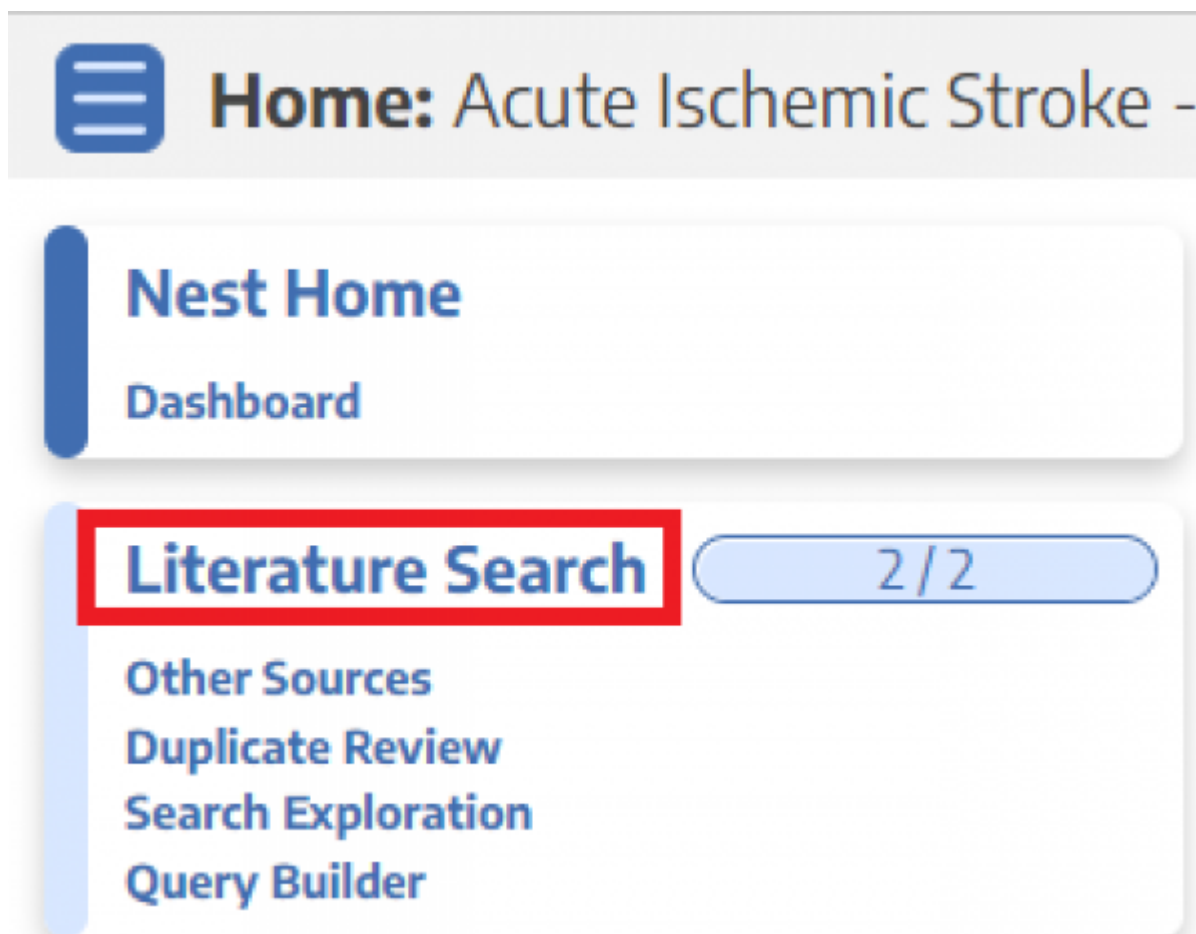 Home: Acute Ischemic Stroke -
Nest Home
Dashboard
Literature Search 2/2
Other Sources
Duplicate Review
Search Exploration
Query Builder